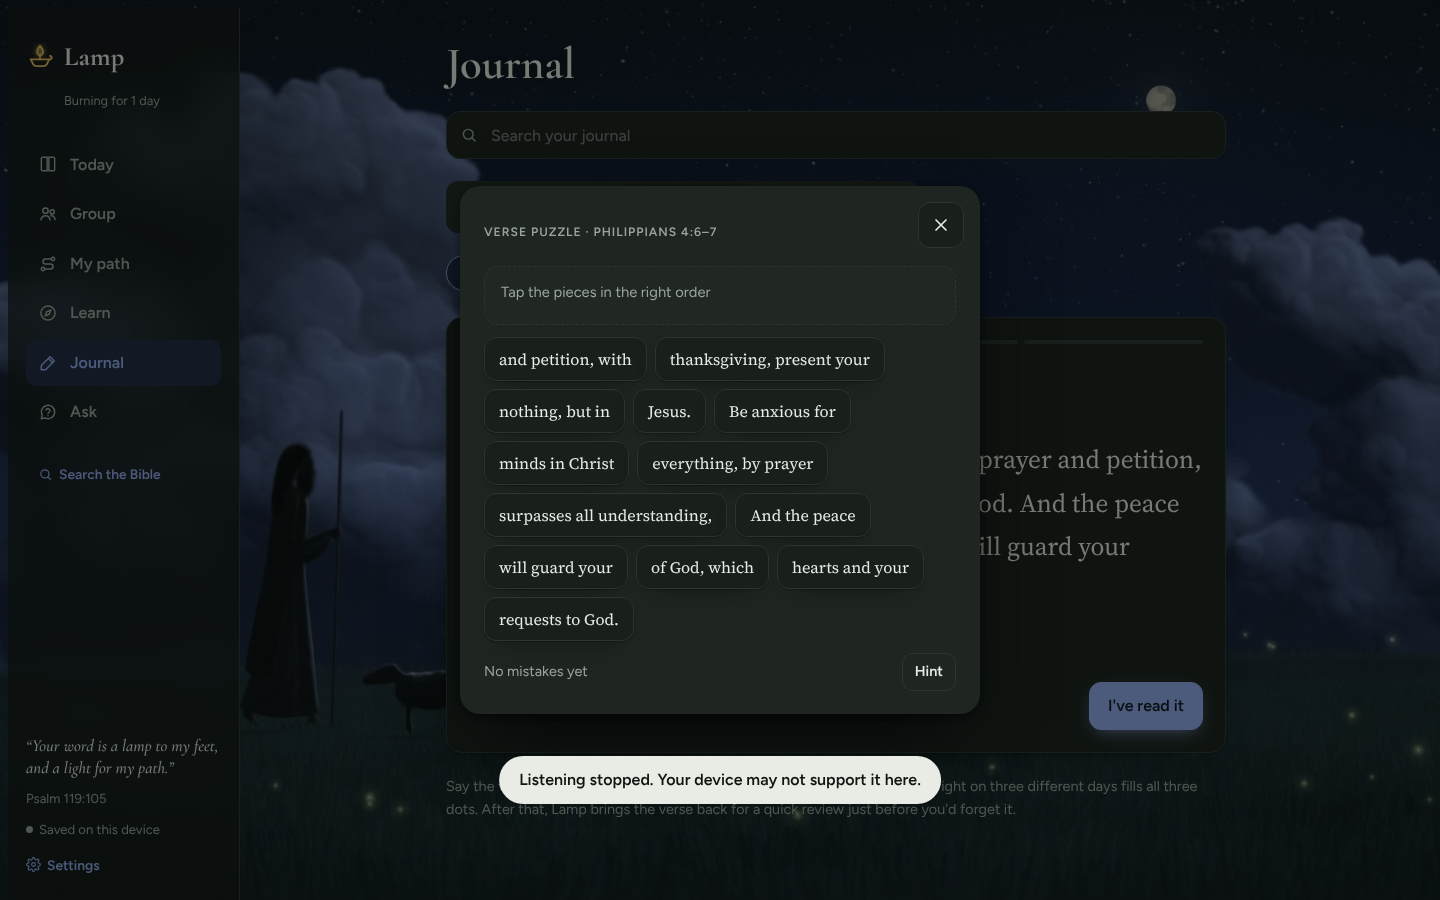 Lamp
Burning for 1 day
Today
Group
My path
Learn
Journal
Ask
Search the Bible
“Your word is a lamp to my feet,
and a light for my path.”
Psalm 119:105
Saved on this device
Settings
Journal
Search your journal
VERSE PUZZLE · PHILIPPIANS 4:6–7
Tap the pieces in the right order
and petition, with
thanksgiving, present your
nothing, but in
Jesus.
Be anxious for
minds in Christ
everything, by prayer
surpasses all understanding,
And the peace
will guard your
of God, which
hearts and your
requests to God.
No mistakes yet
Hint
prayer and petition,
od. And the peace
ill guard your
I've read it
Listening stopped. Your device may not support it here.
Say the
ight on three different days fills all three
dots. After that, Lamp brings the verse back for a quick review just before you'd forget it.